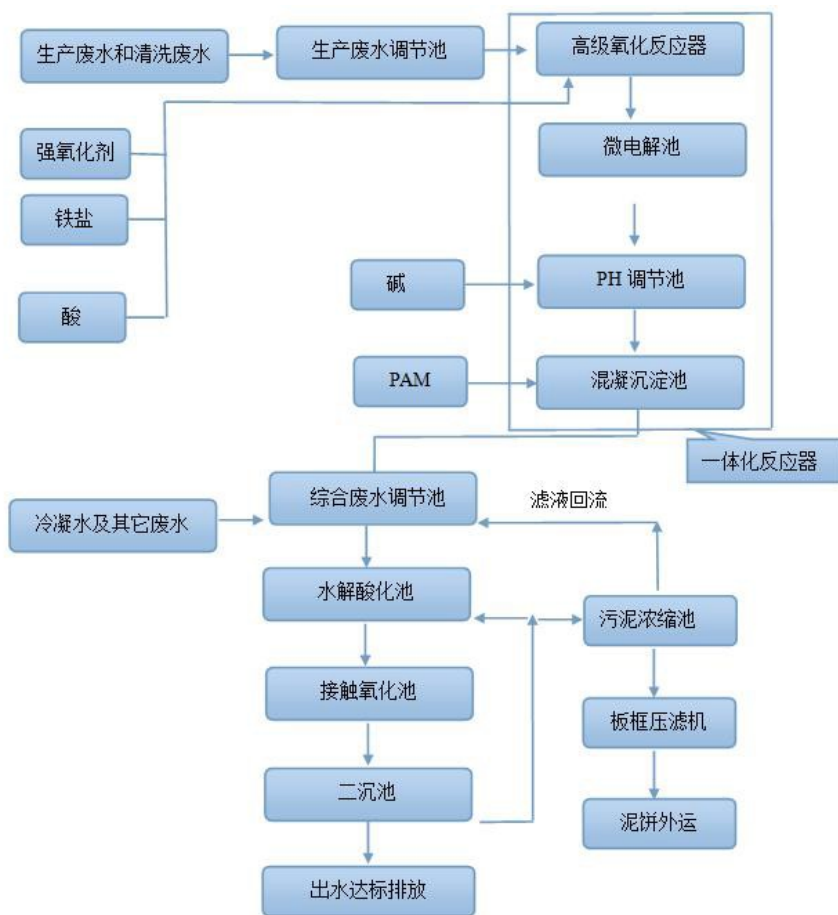 生产废水和清洗废水
生产废水调节池
高级氧化反应器
强氧化剂
微电解池
铁盐
碱
PH 调节池
酸
PAM
混凝沉淀池
一体化反应器
综合废水调节池
滤液回流
冷凝水及其它废水
水解酸化池
污泥浓缩池
接触氧化池
板框压滤机
二沉池
泥饼外运
出水达标排放